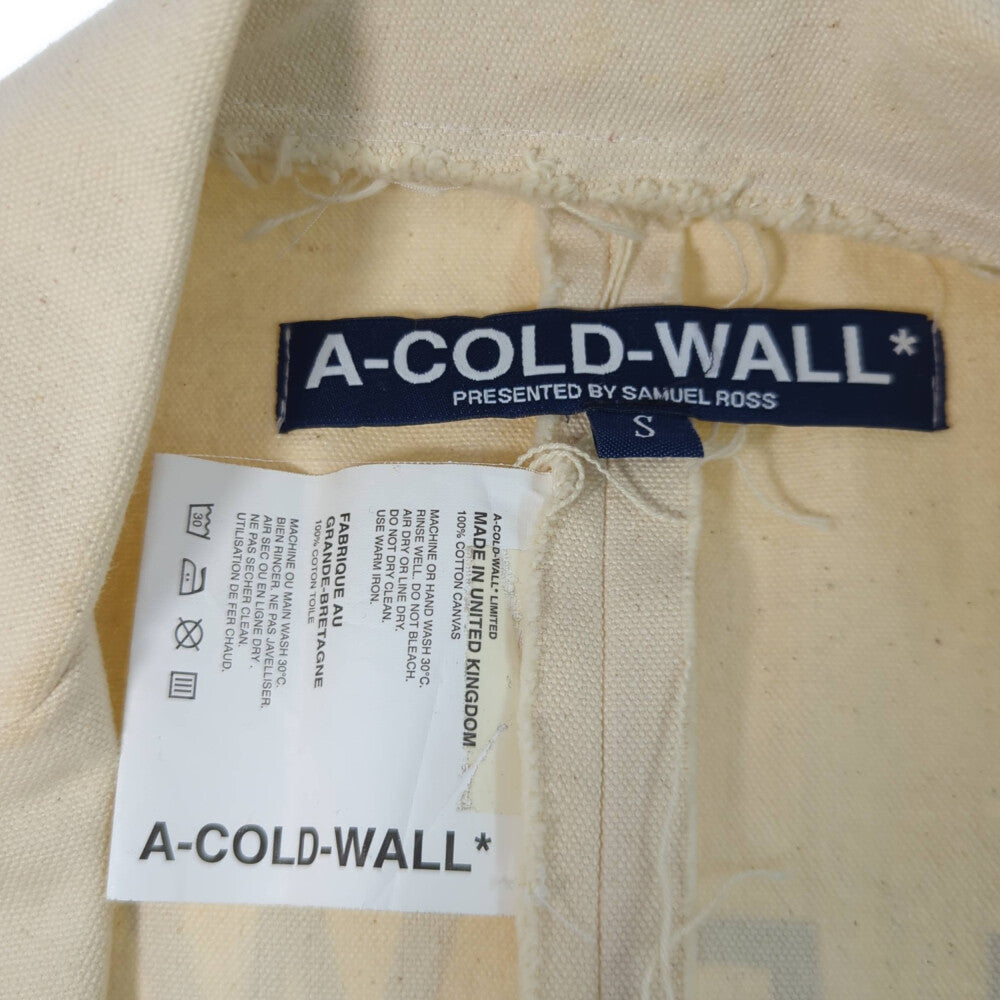 A-COLD-WALL*
PRESENTED BY SAMUEL ROSS
S
A-COLD-WALL* LIMITED
MADE IN UNITED KINGDOM
100% COTTON CANVAS
MACHINE OR HAND WASH 30°C.
RINSE WELL. DO NOT BLEACH.
AIR DRY OR LINE DRY.
DO NOT DRY CLEAN.
USE WARM IRON.
FABRIQUE AU
GRANDE-BRETAGNE
100% COTON TOILE
MACHINE OU MAIN WASH 30°C.
BIEN RINCER. NE PAS JAVELLISER.
AIR SEC OU EN LIGNE DRY.
NE PAS SECHER CLEAN.
UTILISATION DE FER CHAUD.
30
A-COLD-WALL*